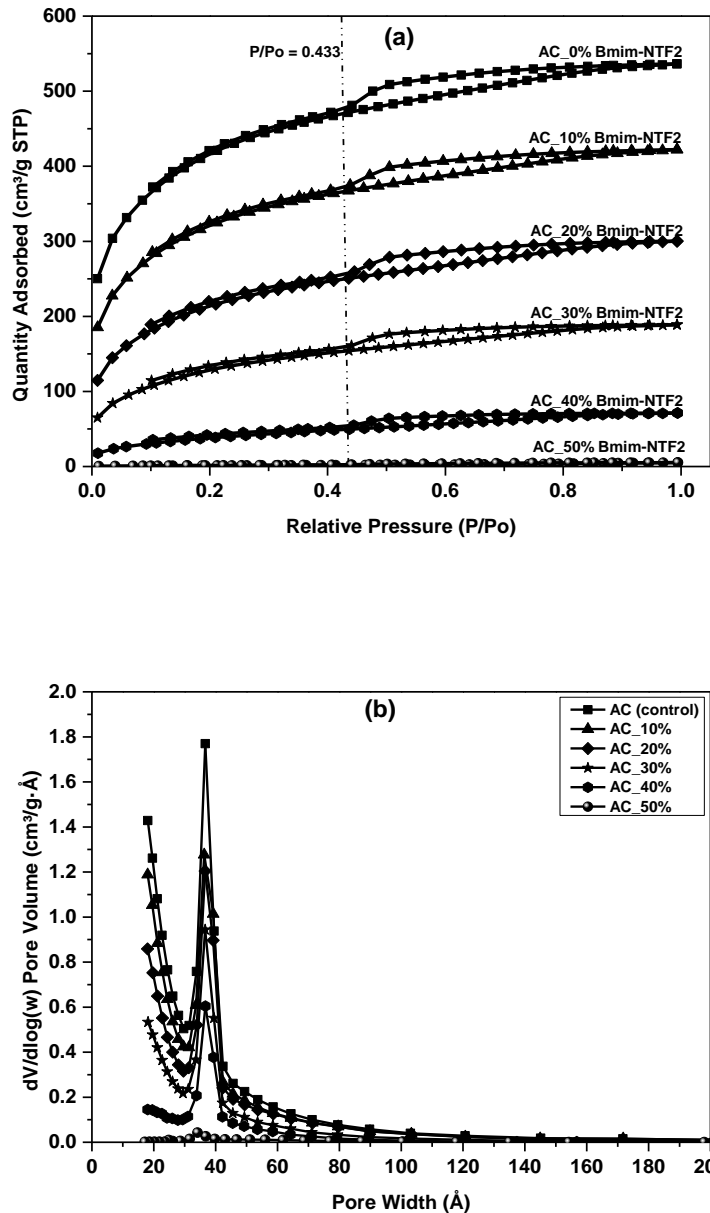 (a)
P/Po = 0.433
AC_0% Bmim-NTF2
AC_10% Bmim-NTF2
AC_20% Bmim-NTF2
AC_30% Bmim-NTF2
AC_40% Bmim-NTF2
AC_50% Bmim-NTF2
600
500
400
300
200
100
0
Quantity Adsorbed (cm³/g STP)
0.0 0.2 0.4 0.6 0.8 1.0
Relative Pressure (P/Po)
(b)
AC (control)
AC_10%
AC_20%
AC_30%
AC_40%
AC_50%
2.0
1.8
1.6
1.4
1.2
1.0
0.8
0.6
0.4
0.2
0.0
dV/dlog(w) Pore Volume (cm³/g·Å)
0 20 40 60 80 100 120 140 160 180 20
Pore Width (Å)